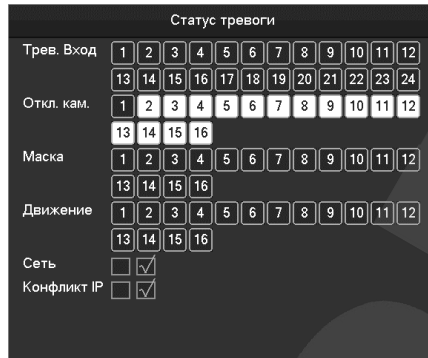 Статус тревоги
Трев. Вход 1 2 3 4 5 6 7 8 9 10 11 12
13 14 15 16 17 18 19 20 21 22 23 24
Откл. кам. 1 2 3 4 5 6 7 8 9 10 11 12
13 14 15 16
Маска 1 2 3 4 5 6 7 8 9 10 11 12
13 14 15 16
Движение 1 2 3 4 5 6 7 8 9 10 11 12
13 14 15 16
Сеть
Конфликт IP